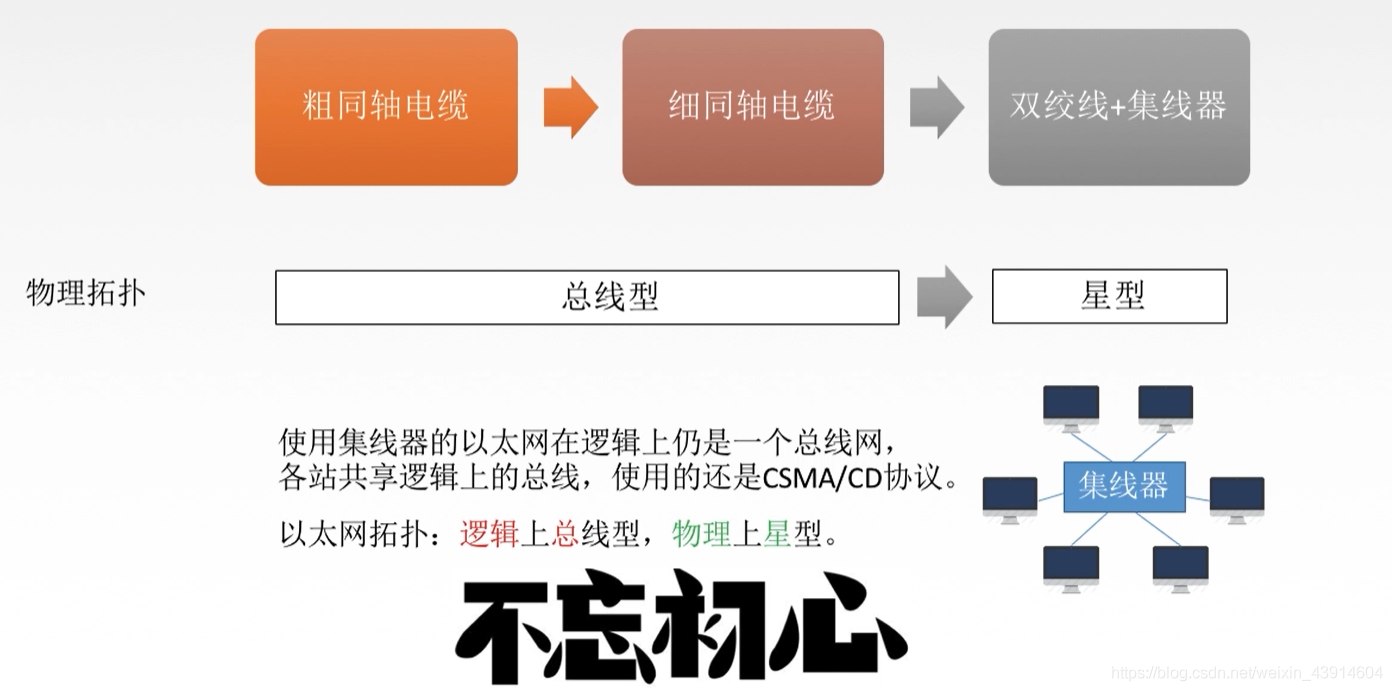 粗同轴电缆
细同轴电缆
双绞线+集线器
物理拓扑
总线型
星型
使用集线器的以太网在逻辑上仍是一个总线网，
各站共享逻辑上的总线，使用的还是CSMA/CD协议。
集线器
以太网拓扑：逻辑上总线型，物理上星型。
不忘初心
https://blog.csdn.net/weixin_43914604